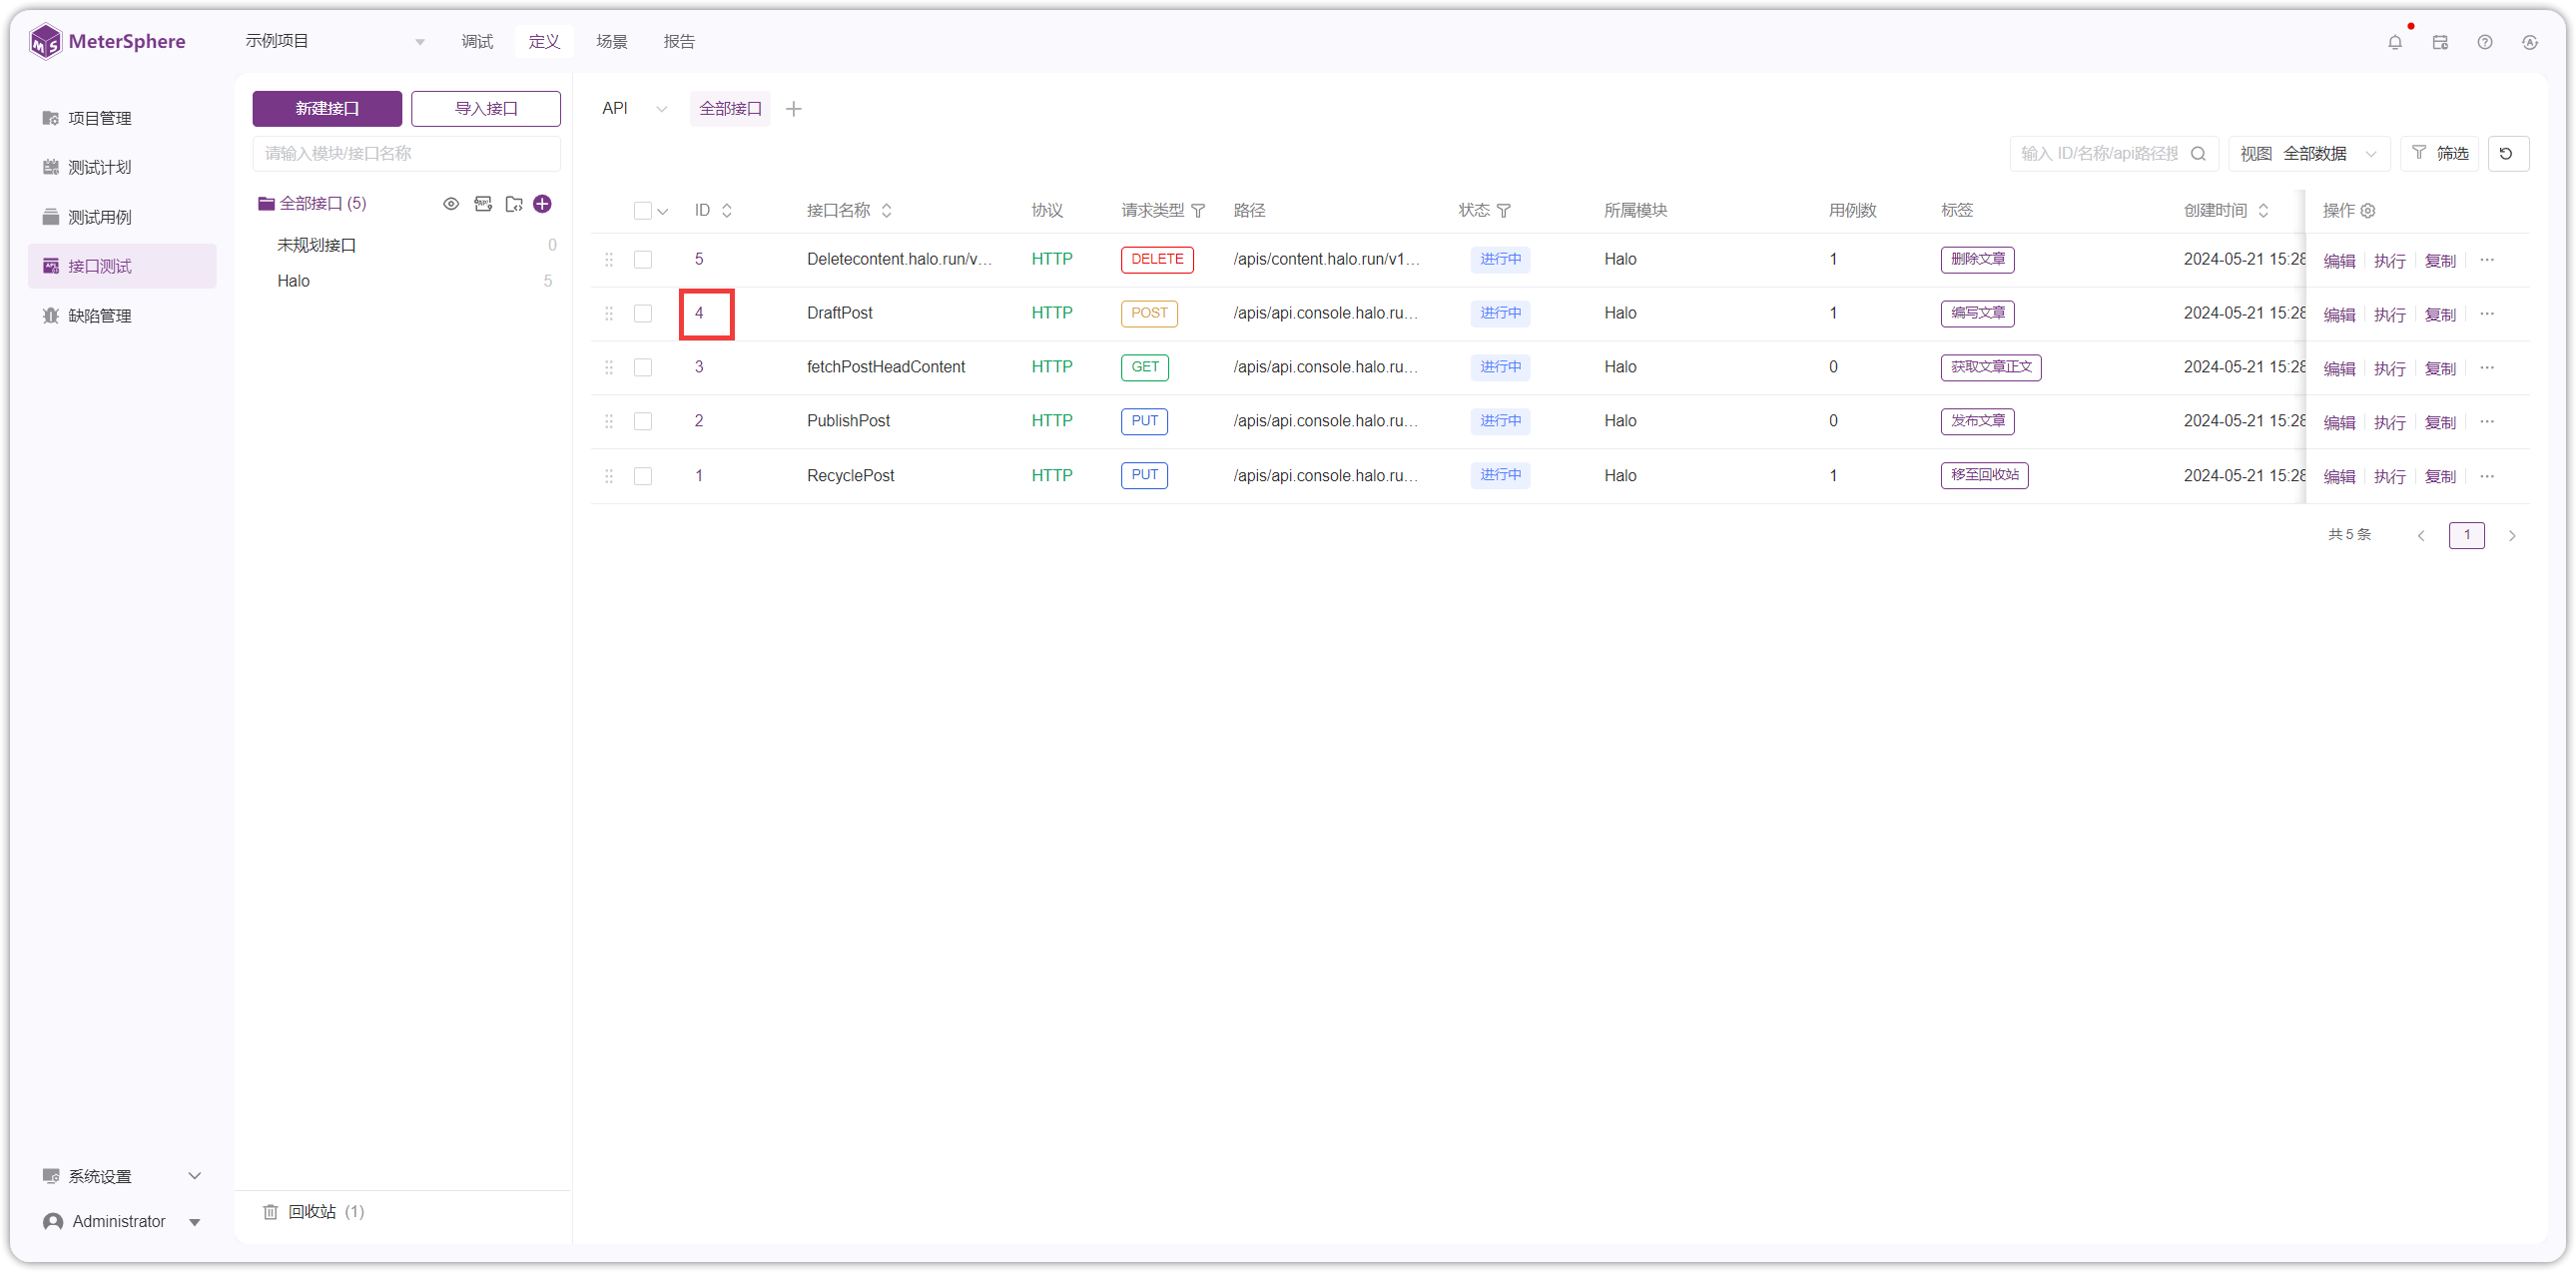 MeterSphere
示例项目
调试 定义 场景 报告
项目管理
测试计划
测试用例
接口测试
缺陷管理
系统设置
Administrator
新建接口 导入接口
请输入模块/接口名称
全部接口 (5)
未规划接口 0
Halo 5
回收站 (1)
API 全部接口
输入 ID/名称/api路径搜 视图 全部数据 筛选
ID 接口名称 协议 请求类型 路径 状态 所属模块 用例数 标签 创建时间 操作
5 Deletecontent.halo.run/v... HTTP DELETE /apis/content.halo.run/v1... 进行中 Halo 1 删除文章 2024-05-21 15:28 编辑 执行 复制 ...
4 DraftPost HTTP POST /apis/api.console.halo.ru... 进行中 Halo 1 编写文章 2024-05-21 15:28 编辑 执行 复制 ...
3 fetchPostHeadContent HTTP GET /apis/api.console.halo.ru... 进行中 Halo 0 获取文章正文 2024-05-21 15:28 编辑 执行 复制 ...
2 PublishPost HTTP PUT /apis/api.console.halo.ru... 进行中 Halo 0 发布文章 2024-05-21 15:28 编辑 执行 复制 ...
1 RecyclePost HTTP PUT /apis/api.console.halo.ru... 进行中 Halo 1 移至回收站 2024-05-21 15:28 编辑 执行 复制 ...
共 5 条 1